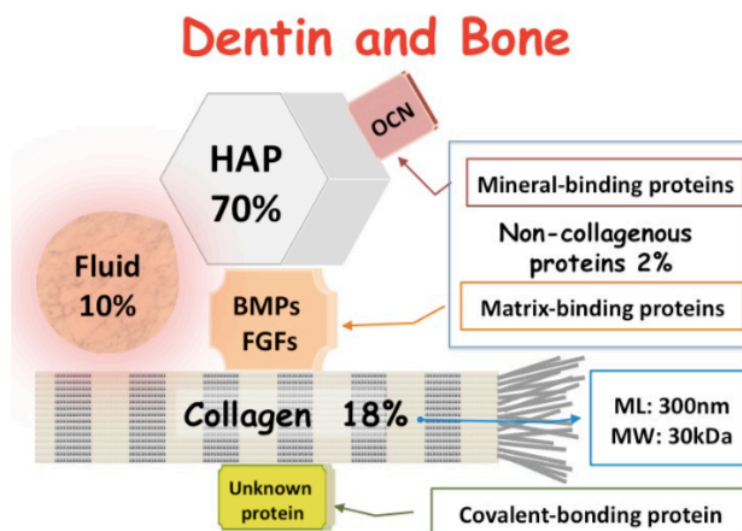 Dentin and Bone
OCN
HAP
70%
Mineral-binding proteins
Non-collagenous
proteins 2%
Fluid
10%
BMPs
FGFs
Matrix-binding proteins
Collagen 18%
ML: 300nm
MW: 30kDa
Unknown
protein
Covalent-bonding protein